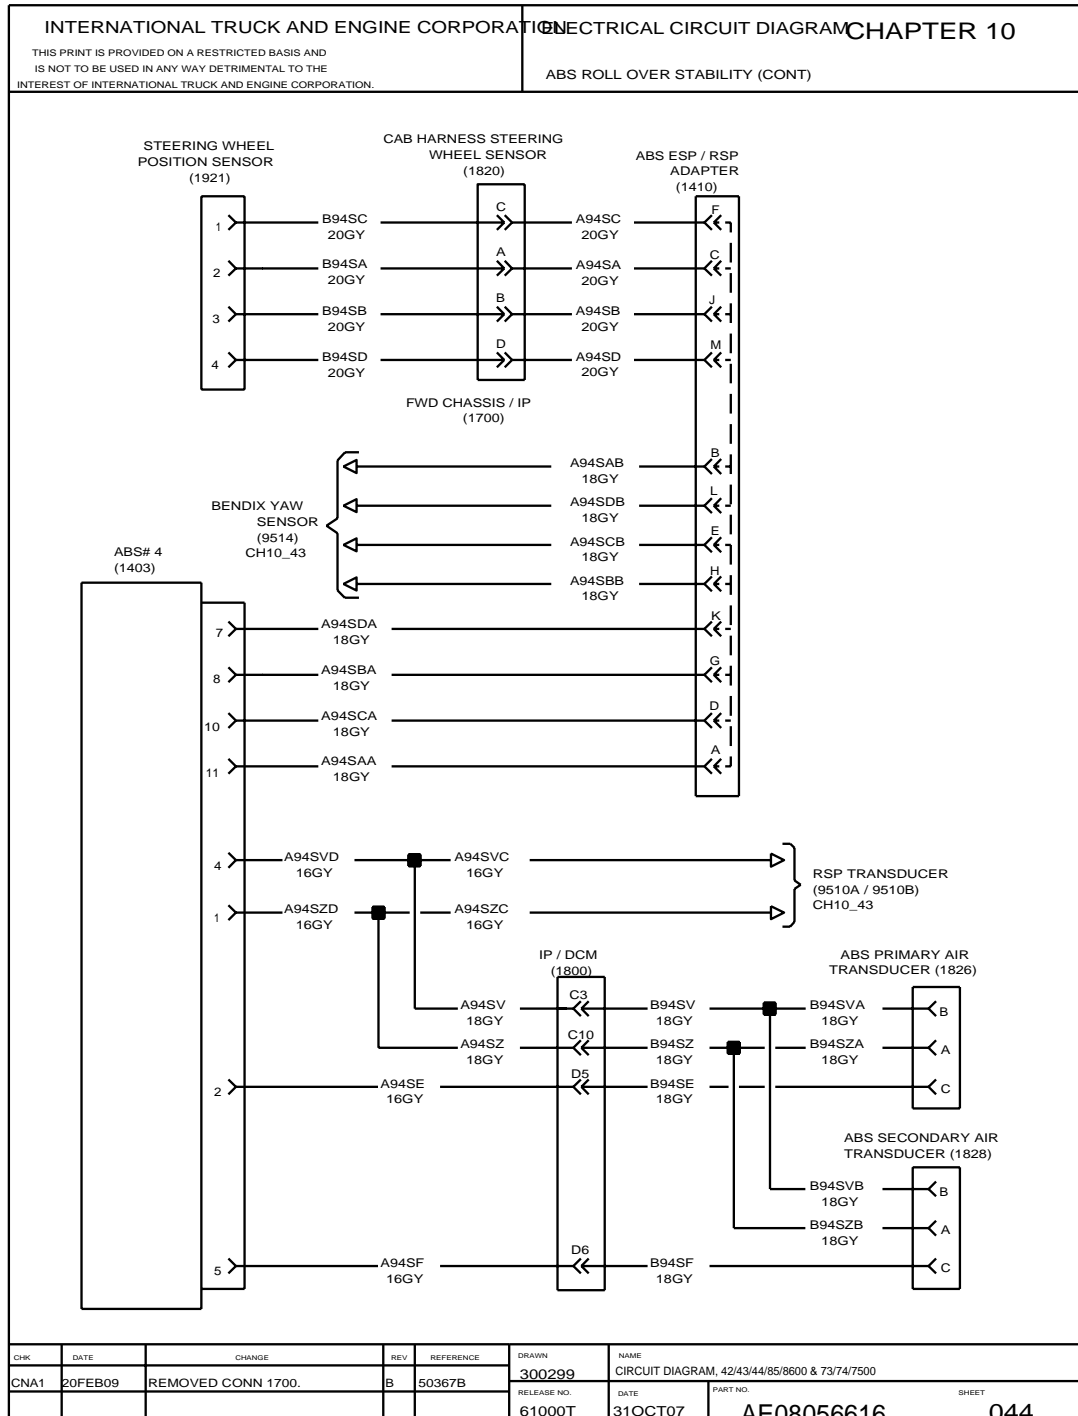 INTERNATIONAL TRUCK AND ENGINE CORPORATION
ELECTRICAL CIRCUIT DIAGRAM
CHAPTER 10
THIS PRINT IS PROVIDED ON A RESTRICTED BASIS AND
IS NOT TO BE USED IN ANY WAY DETRIMENTAL TO THE
INTEREST OF INTERNATIONAL TRUCK AND ENGINE CORPORATION.
ABS ROLL OVER STABILITY (CONT)
STEERING WHEEL
POSITION SENSOR
(1921)
CAB HARNESS STEERING
WHEEL SENSOR
(1820)
ABS ESP / RSP
ADAPTER
(1410)
1 B94SC C A94SC F
20GY 20GY
2 B94SA A A94SA C
20GY 20GY
3 B94SB B A94SB J
20GY 20GY
4 B94SD D A94SD M
20GY 20GY
FWD CHASSIS / IP
(1700)
BENDIX YAW
SENSOR
(9514)
CH10_43
A94SAB B
18GY
A94SDB L
18GY
A94SCB E
18GY
A94SBB H
18GY
ABS# 4
(1403)
7 A94SDA K
18GY
8 A94SBA G
18GY
10 A94SCA D
18GY
11 A94SAA A
18GY
4 A94SVD A94SVC
16GY 16GY
1 A94SZD A94SZC
16GY 16GY
RSP TRANSDUCER
(9510A / 9510B)
CH10_43
IP / DCM
(1800)
ABS PRIMARY AIR
TRANSDUCER (1826)
A94SV C3 B94SV B94SVA B
18GY 18GY 18GY
A94SZ C10 B94SZ B94SZA A
18GY 18GY 18GY
2 A94SE D5 B94SE C
16GY 18GY
ABS SECONDARY AIR
TRANSDUCER (1828)
B94SVB B
18GY
B94SZB A
18GY
5 A94SF D6 B94SF C
16GY 18GY
CHK DATE CHANGE REV REFERENCE
CNA1 20FEB09 REMOVED CONN 1700. B 50367B
DRAWN
300299
NAME
CIRCUIT DIAGRAM, 42/43/44/85/8600 & 73/74/7500
RELEASE NO.
61000T
DATE
31OCT07
PART NO.
AE08056616
SHEET
044